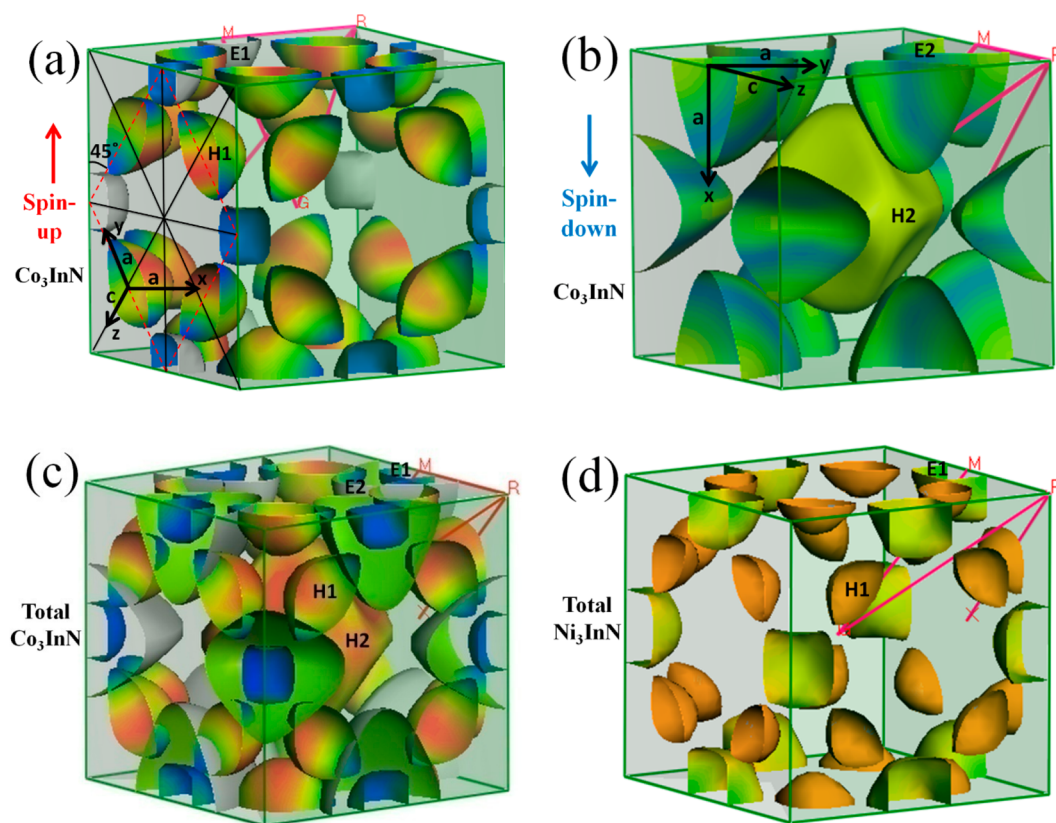 (a)
M
R
E1
45°
H1
Spin-
up
G
Co₃InN
y
a
a
x
c
z
(b)
M
E2
R
a
y
c
z
a
x
Spin-
down
H2
Co₃InN
(c)
E1
M
E2
R
H1
X
Total
Co₃InN
H2
(d)
E1
M
R
H1
X
Total
Ni₃InN